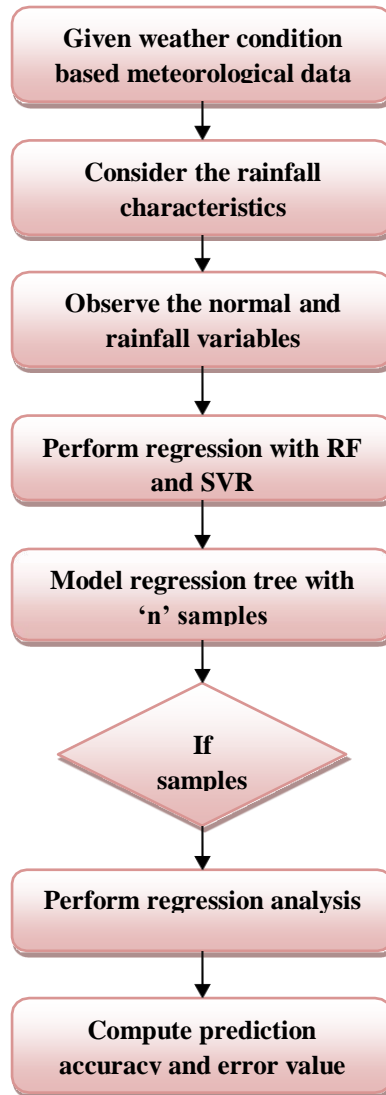 Given weather condition
based meteorological data
Consider the rainfall
characteristics
Observe the normal and
rainfall variables
Perform regression with RF
and SVR
Model regression tree with
‘n’ samples
If
samples
Perform regression analysis
Compute prediction
accuracy and error value